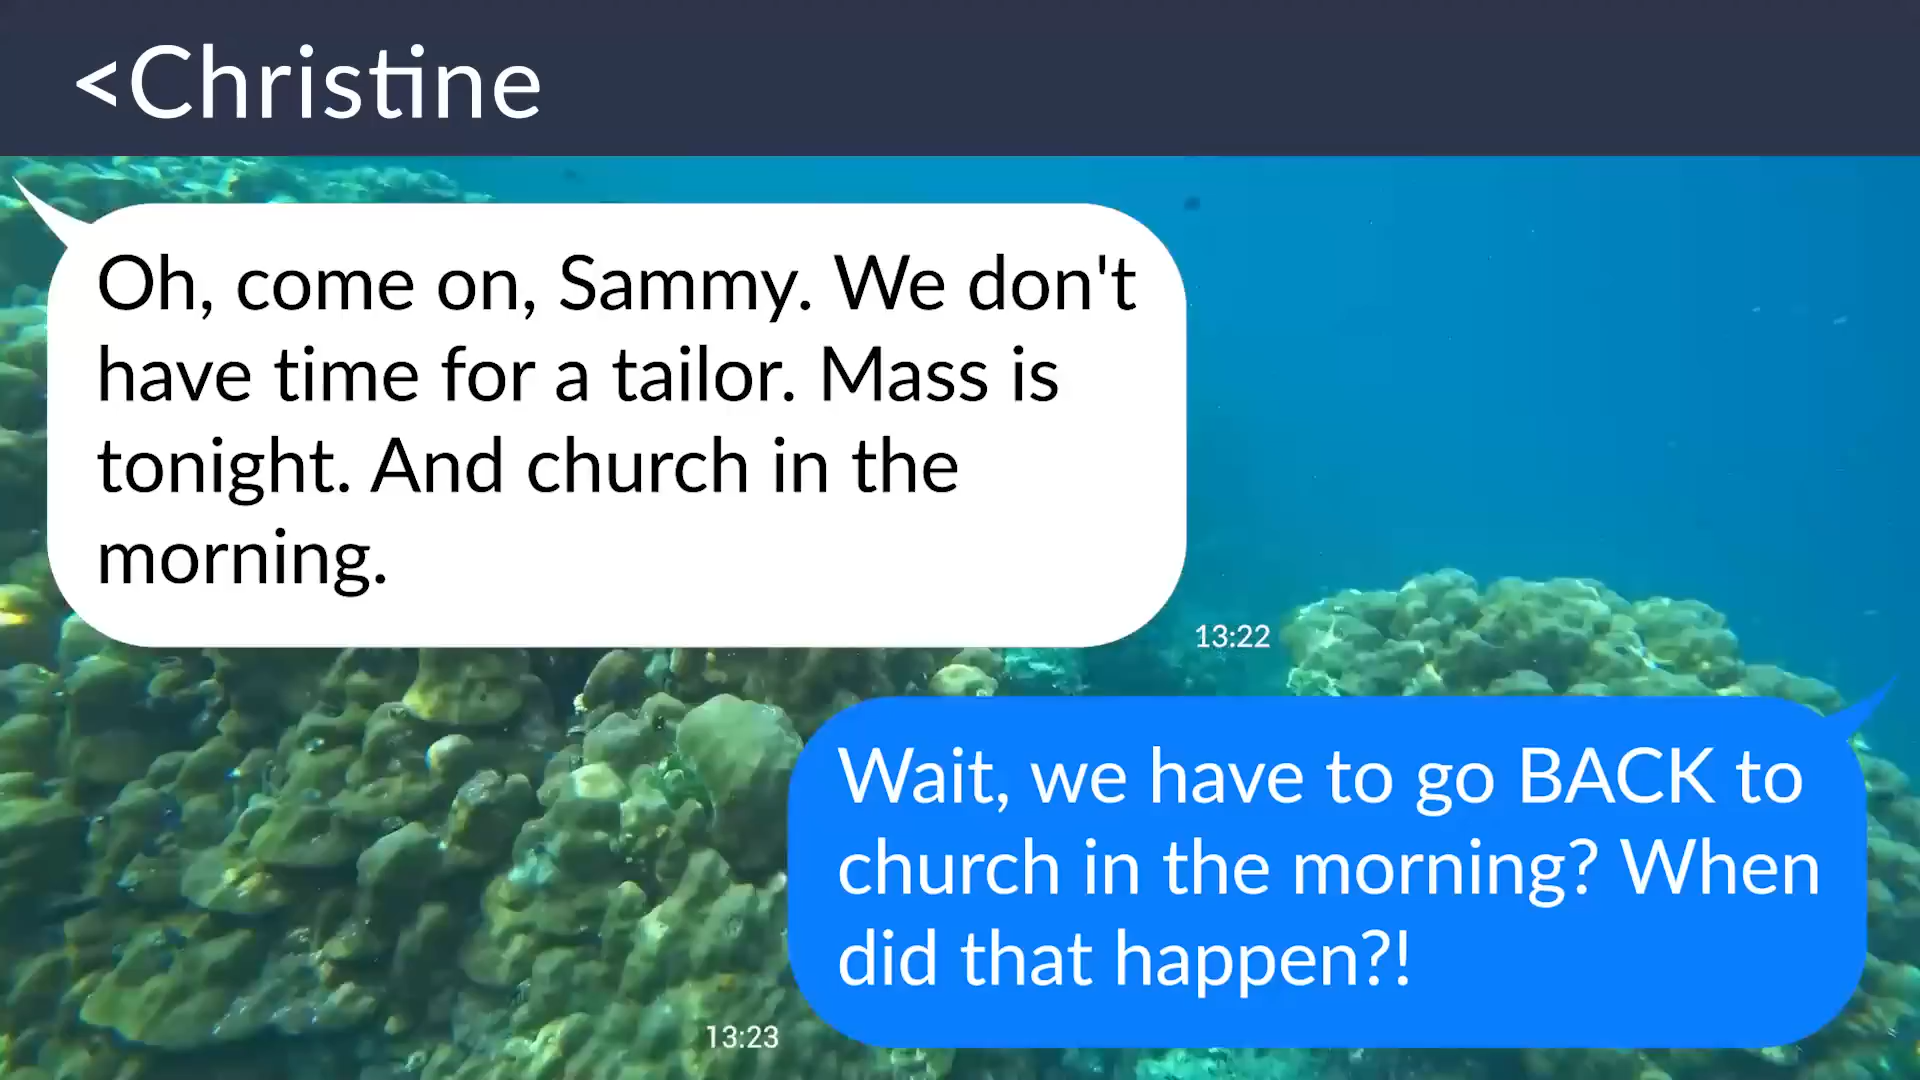 <Christine
Oh, come on, Sammy. We don't
have time for a tailor. Mass is
tonight. And church in the
morning.
13:22
Wait, we have to go BACK to
church in the morning? When
did that happen?!
13:23